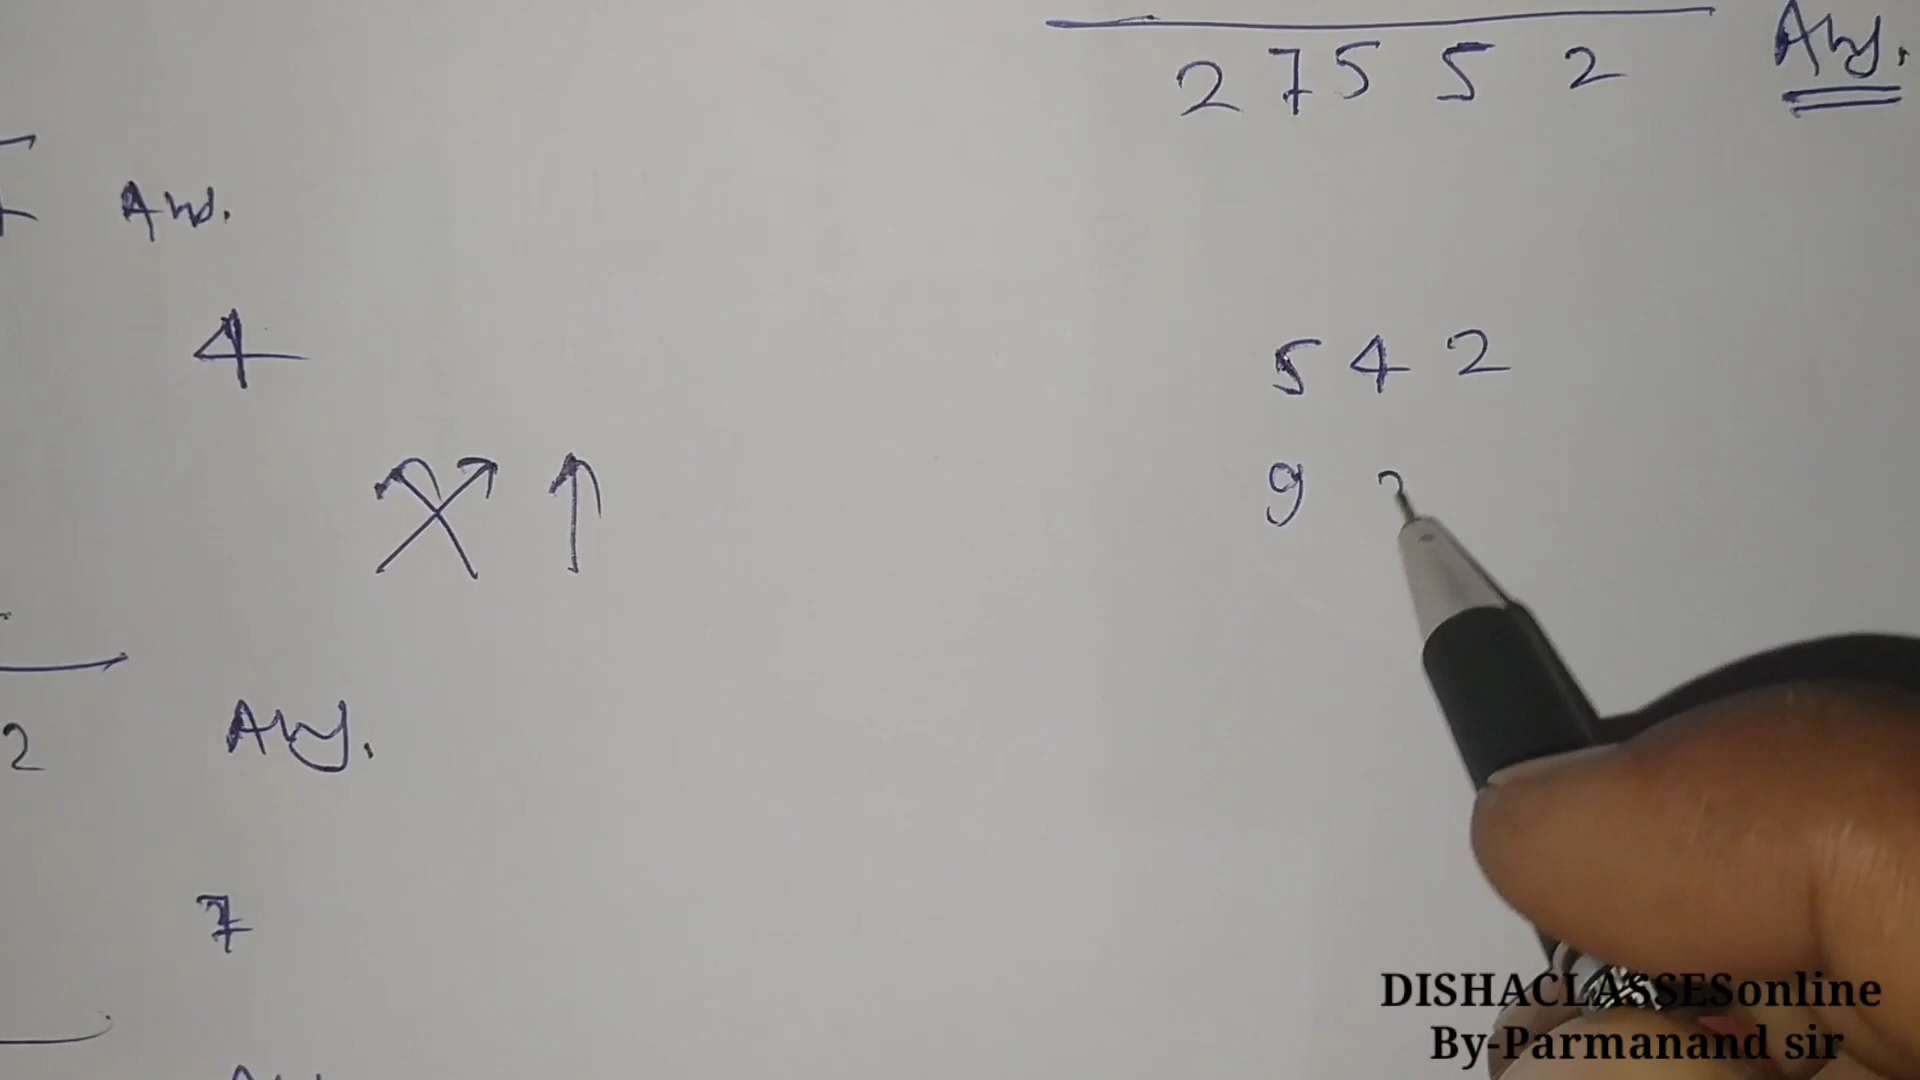 27552 Ans.
Ans.
4
542
9
2 Ans.
7
DISHACLASSESonline
By-Parmanand sir